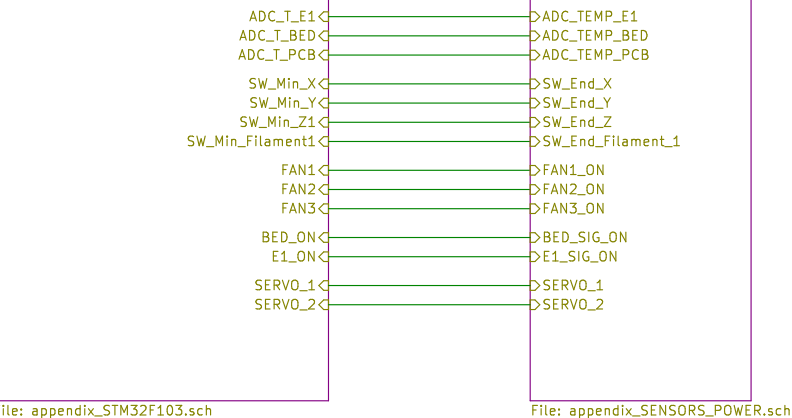 ADC_T_E1 ADC_TEMP_E1
ADC_T_BED ADC_TEMP_BED
ADC_T_PCB ADC_TEMP_PCB
SW_Min_X SW_End_X
SW_Min_Y SW_End_Y
SW_Min_Z1 SW_End_Z
SW_Min_Filament1 SW_End_Filament_1
FAN1 FAN1_ON
FAN2 FAN2_ON
FAN3 FAN3_ON
BED_ON BED_SIG_ON
E1_ON E1_SIG_ON
SERVO_1 SERVO_1
SERVO_2 SERVO_2
ile: appendix_STM32F103.sch File: appendix_SENSORS_POWER.sch